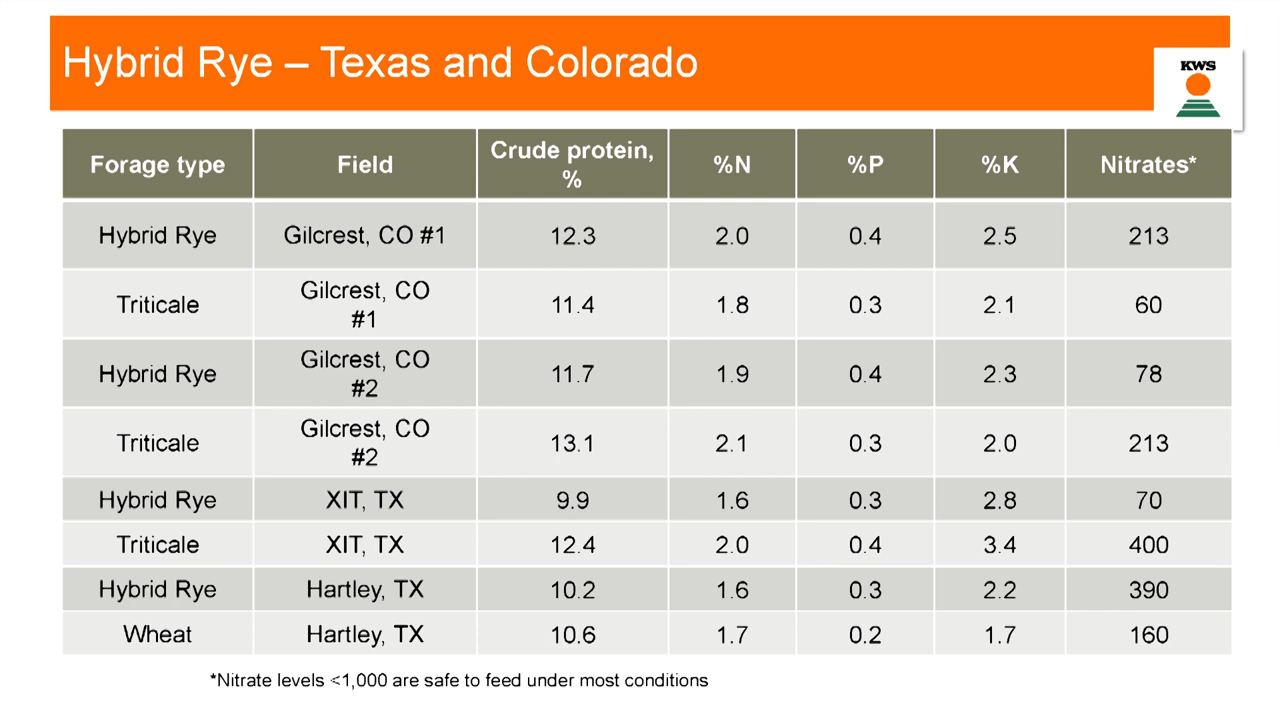 Hybrid Rye – Texas and Colorado
KWS
Forage type Field Crude protein, % %N %P %K Nitrates*
Hybrid Rye Gilcrest, CO #1 12.3 2.0 0.4 2.5 213
Triticale Gilcrest, CO #1 11.4 1.8 0.3 2.1 60
Hybrid Rye Gilcrest, CO #2 11.7 1.9 0.4 2.3 78
Triticale Gilcrest, CO #2 13.1 2.1 0.3 2.0 213
Hybrid Rye XIT, TX 9.9 1.6 0.3 2.8 70
Triticale XIT, TX 12.4 2.0 0.4 3.4 400
Hybrid Rye Hartley, TX 10.2 1.6 0.3 2.2 390
Wheat Hartley, TX 10.6 1.7 0.2 1.7 160
*Nitrate levels <1,000 are safe to feed under most conditions